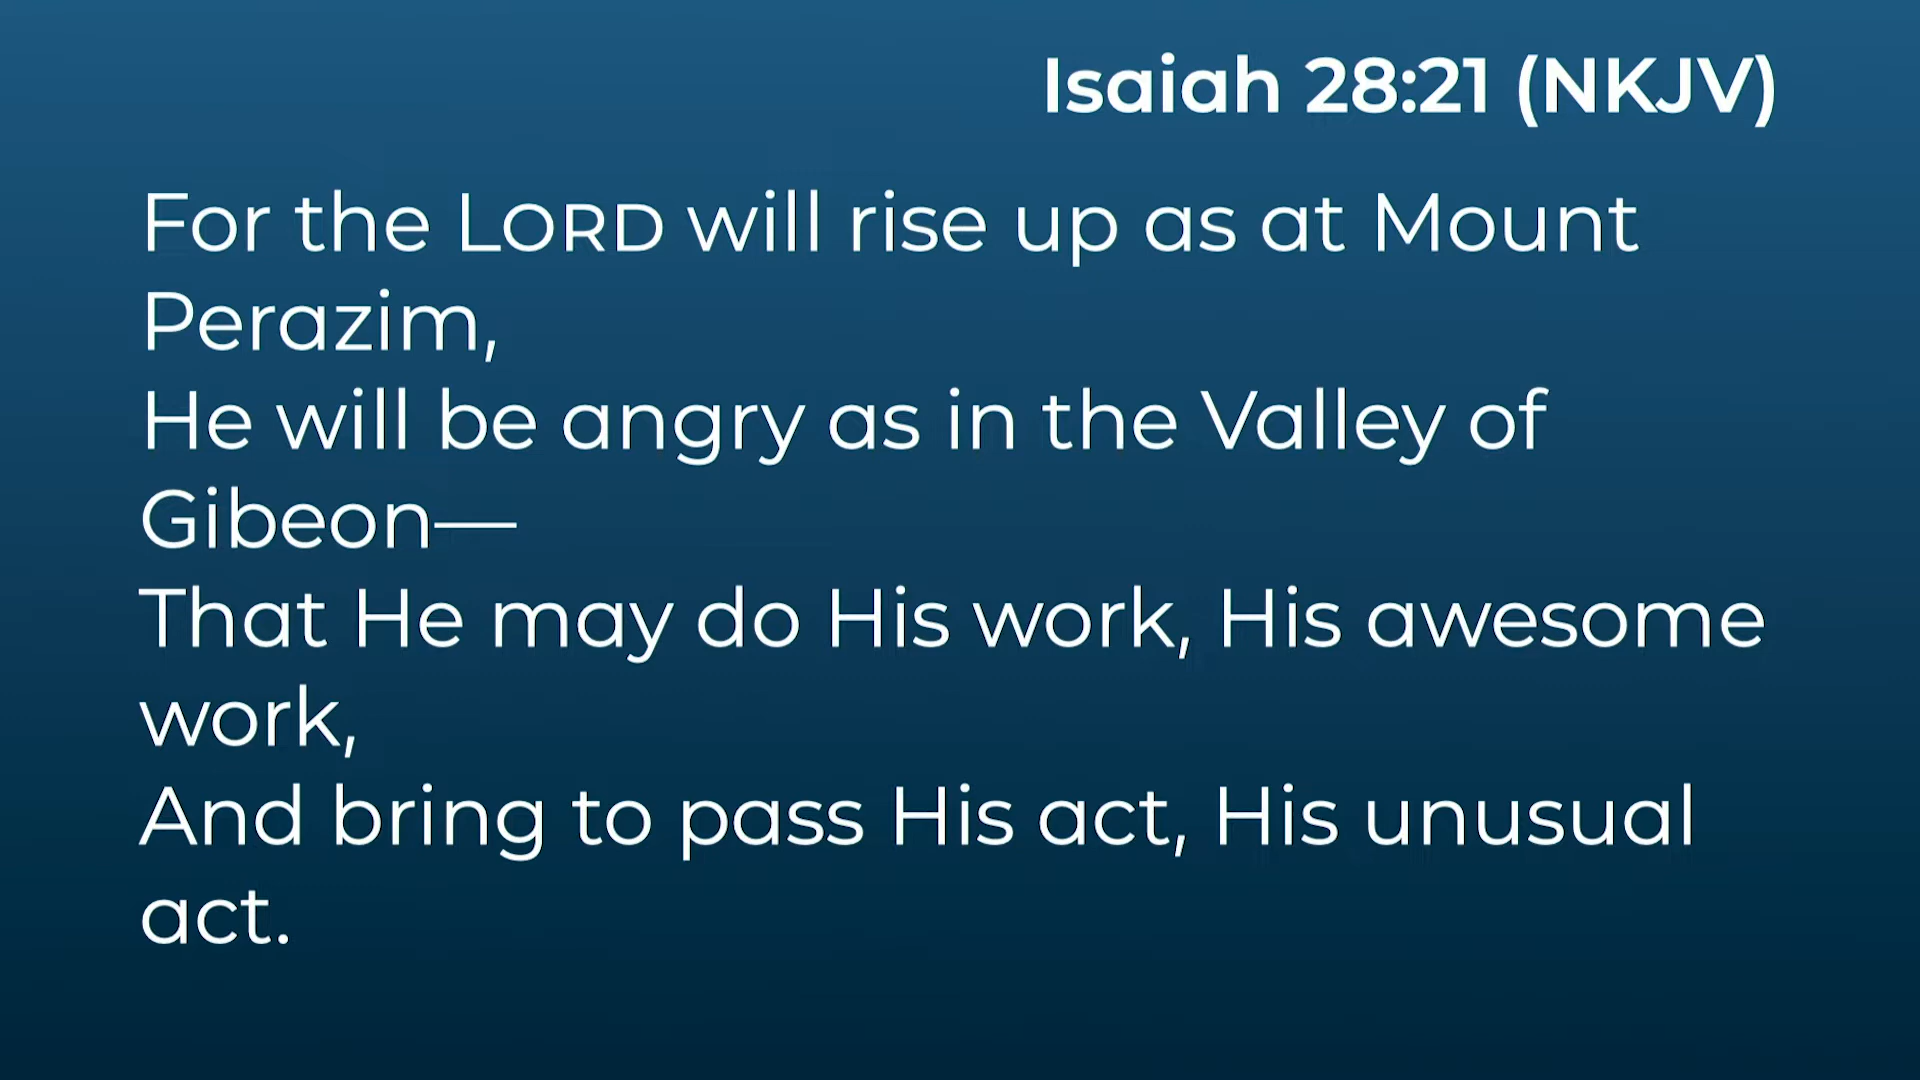 Isaiah 28:21 (NKJV)
For the LORD will rise up as at Mount
Perazim,
He will be angry as in the Valley of
Gibeon—
That He may do His work, His awesome
work,
And bring to pass His act, His unusual
act.